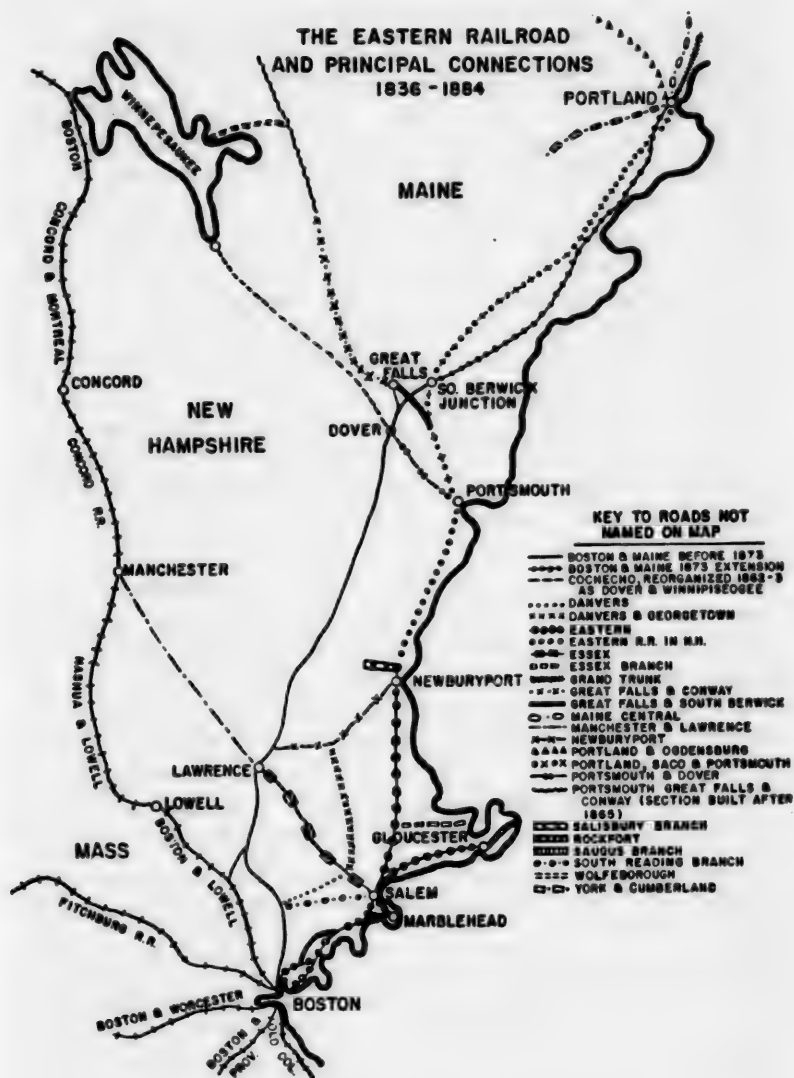 THE EASTERN RAILROAD
AND PRINCIPAL CONNECTIONS
1836 - 1884
PORTLAND
WINNEPESAUKEE
BOSTON
CONCORD & MONTREAL
MAINE
GREAT
FALLS
SO. BERWICK
JUNCTION
CONCORD
NEW
HAMPSHIRE
DOVER
CONCORD R.R.
PORTSMOUTH
MANCHESTER
NEWBURYPORT
NASHUA & LOWELL
LAWRENCE
LOWELL
GLOUCESTER
MASS
BOSTON & LOWELL
SALEM
FITCHBURG R.R.
MARBLEHEAD
BOSTON & WORCESTER
BOSTON
BOSTON &
PROV.
OLD COL.
KEY TO ROADS NOT
NAMED ON MAP
BOSTON & MAINE BEFORE 1873
BOSTON & MAINE 1873 EXTENSION
COCHECHO, REORGANIZED 1862-3
AS DOVER & WINNIPISEOGEE
DANVERS
DANVERS & GEORGETOWN
EASTERN
EASTERN R.R. IN N.H.
ESSEX
ESSEX BRANCH
GRAND TRUNK
GREAT FALLS & CONWAY
GREAT FALLS & SOUTH BERWICK
MAINE CENTRAL
MANCHESTER & LAWRENCE
NEWBURYPORT
PORTLAND & OGDENSBURG
PORTLAND, SACO & PORTSMOUTH
PORTSMOUTH & DOVER
PORTSMOUTH GREAT FALLS &
CONWAY (SECTION BUILT AFTER
1865)
SALISBURY BRANCH
ROCKPORT
SAUGUS BRANCH
SOUTH READING BRANCH
WOLFEBOROUGH
YORK & CUMBERLAND